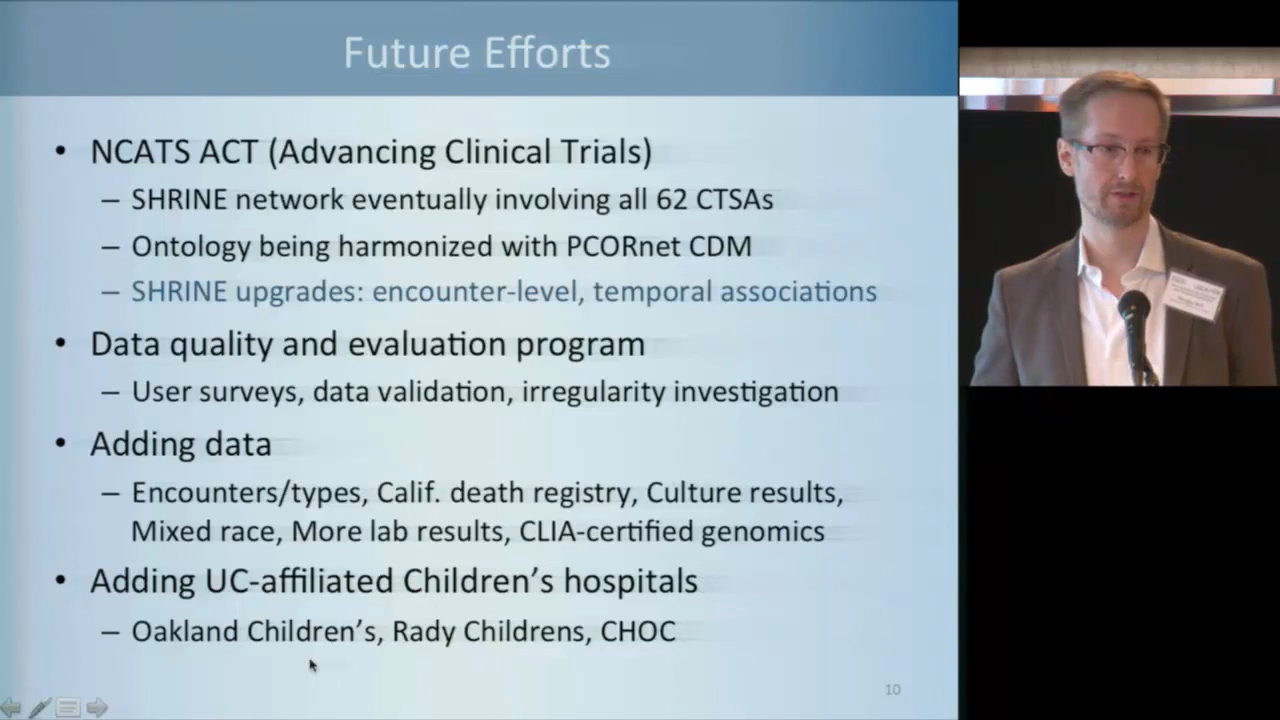 Future Efforts
• NCATS ACT (Advancing Clinical Trials)
– SHRINE network eventually involving all 62 CTSAs
– Ontology being harmonized with PCORnet CDM
– SHRINE upgrades: encounter-level, temporal associations
• Data quality and evaluation program
– User surveys, data validation, irregularity investigation
• Adding data
– Encounters/types, Calif. death registry, Culture results,
Mixed race, More lab results, CLIA-certified genomics
• Adding UC-affiliated Children's hospitals
– Oakland Children's, Rady Childrens, CHOC
10